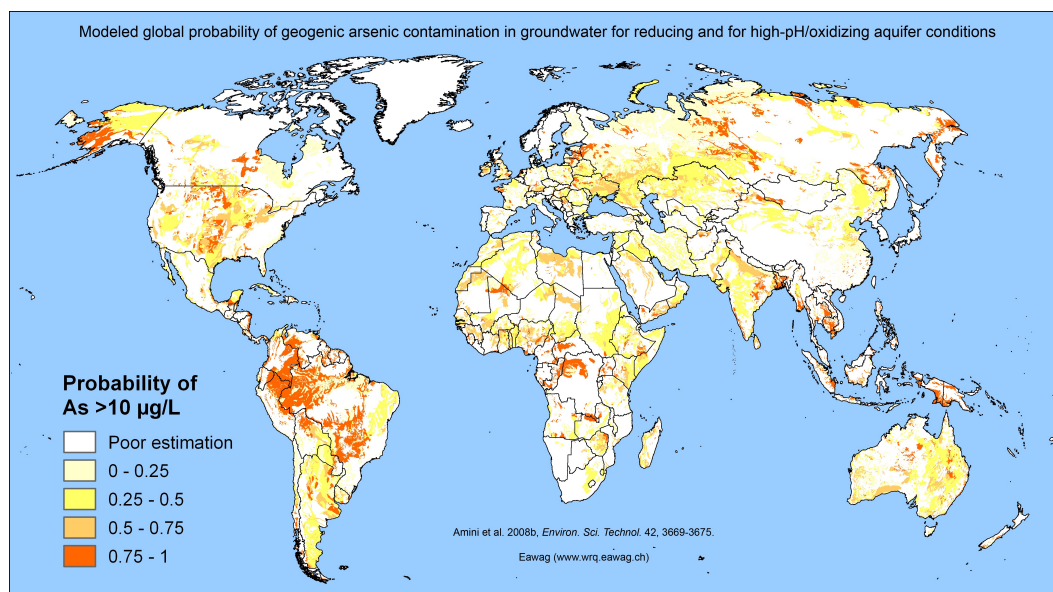 Modeled global probability of geogenic arsenic contamination in groundwater for reducing and for high-pH/oxidizing aquifer conditions
Probability of
As >10 µg/L
Poor estimation
0 - 0.25
0.25 - 0.5
0.5 - 0.75
0.75 - 1
Amini et al. 2008b, Environ. Sci. Technol. 42, 3669-3675.
Eawag (www.wrq.eawag.ch)